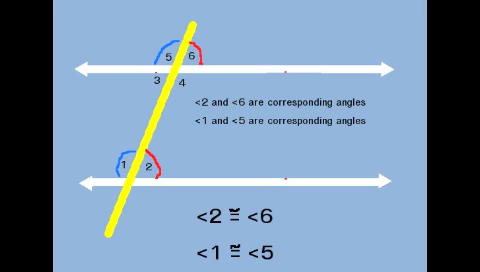 5 6
3 4
<2 and <6 are corresponding angles
<1 and <5 are corresponding angles
1 2
<2 ≅ <6
<1 ≅ <5